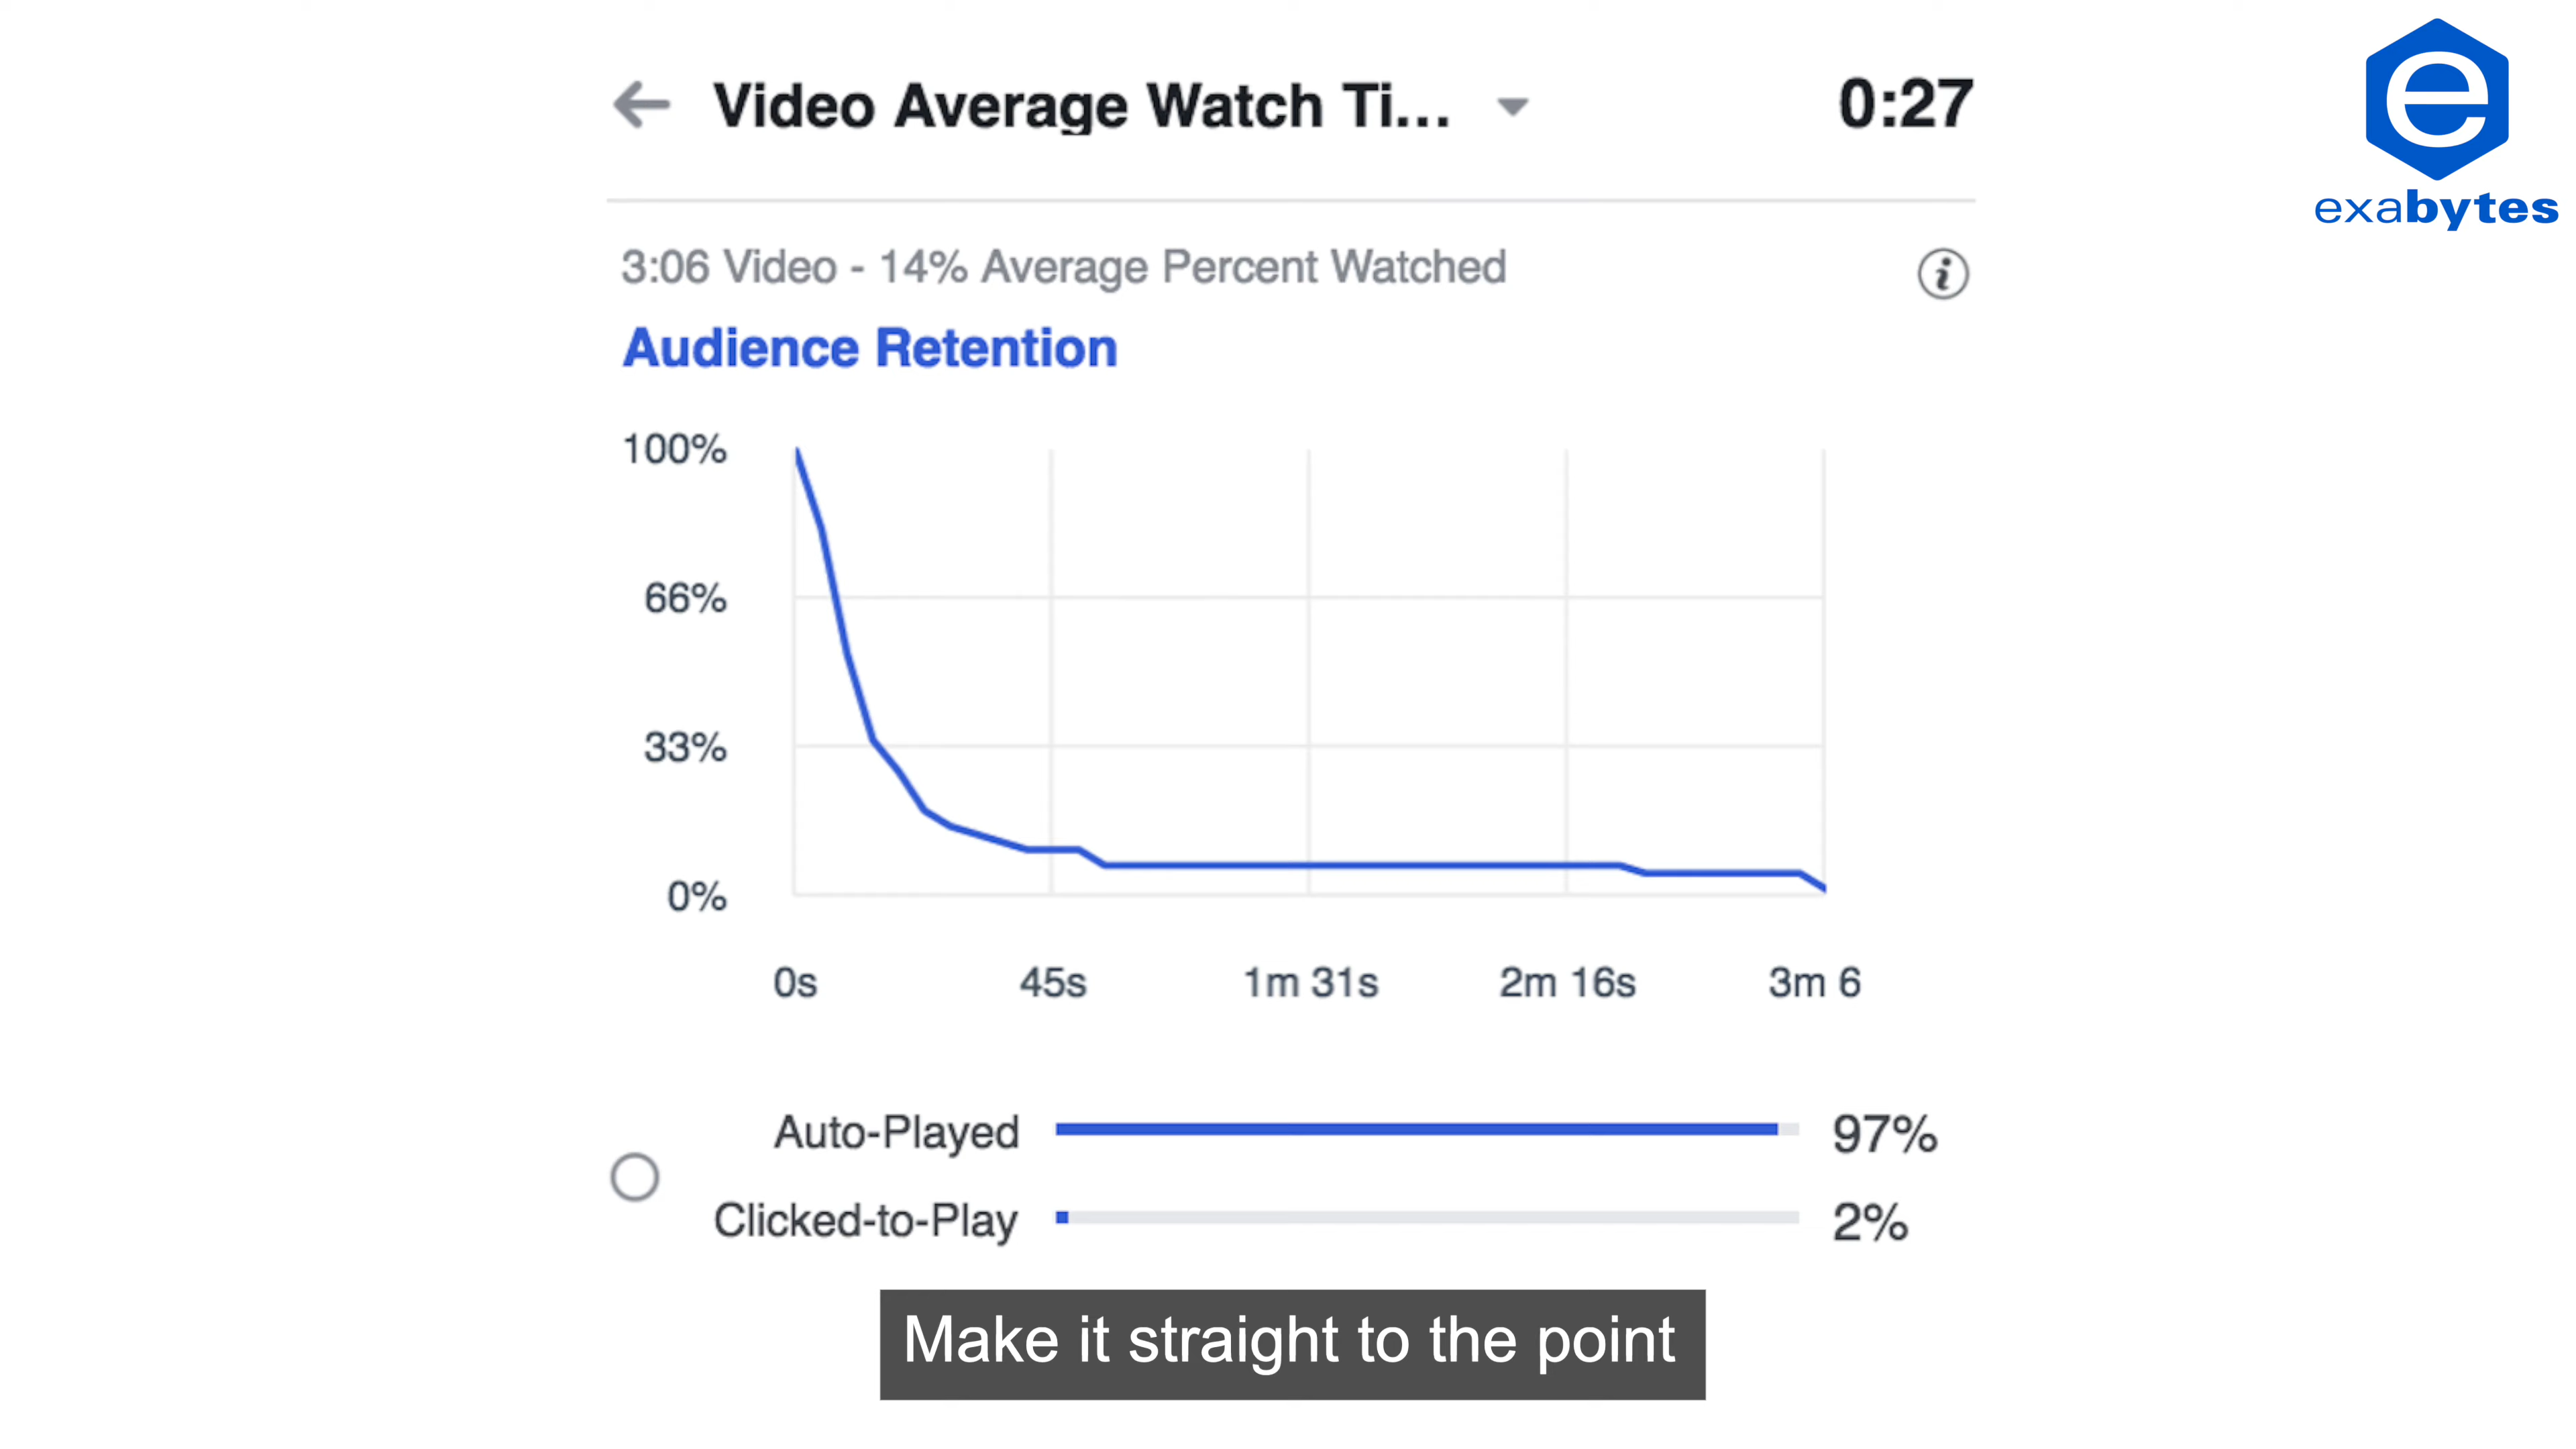 Video Average Watch Ti...
0:27
e
exabytes
3:06 Video - 14% Average Percent Watched
i
Audience Retention
100%
66%
33%
0%
0s 45s 1m 31s 2m 16s 3m 6
Auto-Played 97%
Clicked-to-Play 2%
Make it straight to the point